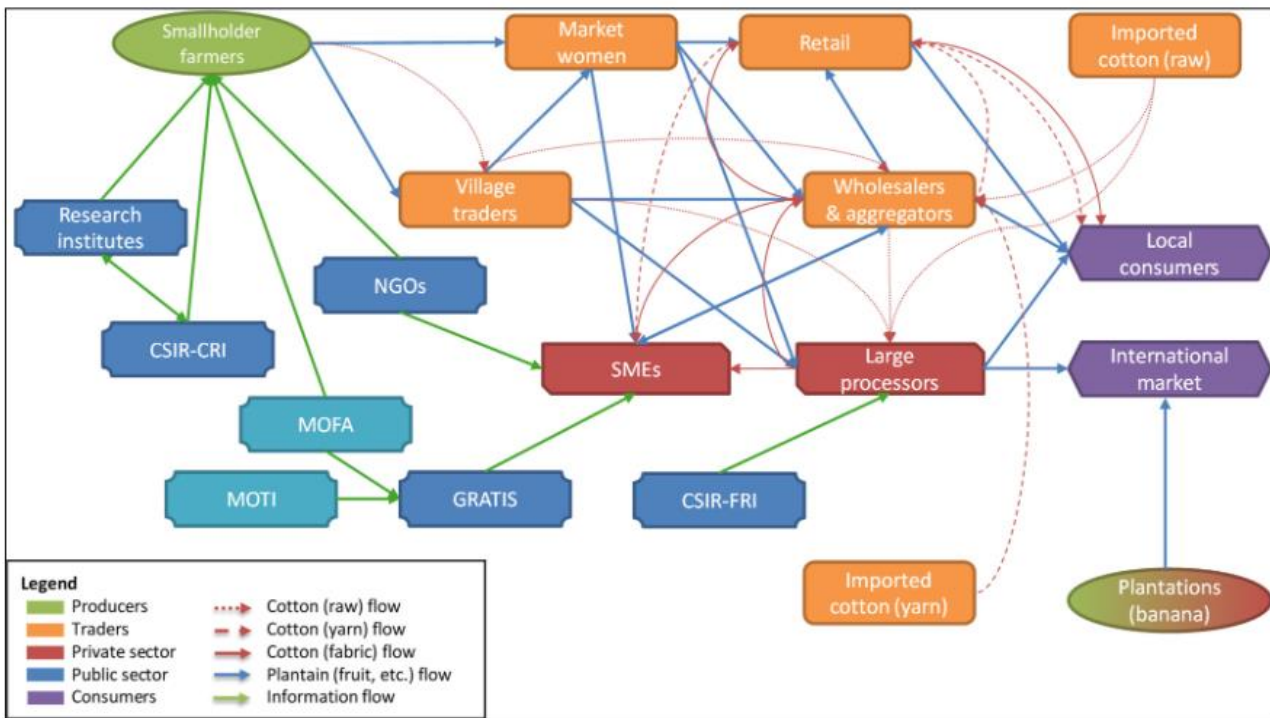 Smallholder
farmers
Market
women
Retail
Imported
cotton (raw)
Village
traders
Wholesalers
& aggregators
Research
institutes
Local
consumers
NGOs
CSIR-CRI
SMEs
Large
processors
International
market
MOFA
MOTI
GRATIS
CSIR-FRI
Imported
cotton (yarn)
Plantations
(banana)
Legend
Producers
Traders
Private sector
Public sector
Consumers
Cotton (raw) flow
Cotton (yarn) flow
Cotton (fabric) flow
Plantain (fruit, etc.) flow
Information flow